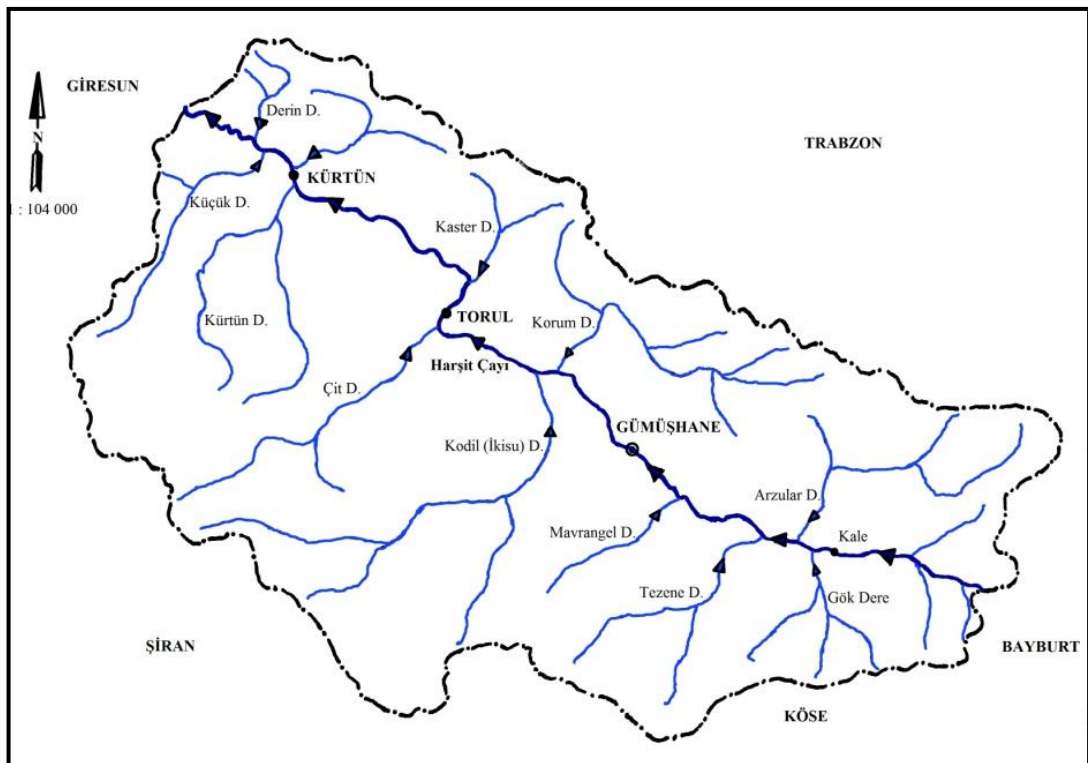 GİRESUN
Derin D.
TRABZON
N
KÜRTÜN
Küçük D.
1 : 104 000
Kaster D.
Kürtün D.
TORUL
Korum D.
Harşit Çayı
Çit D.
GÜMÜŞHANE
Kodil (İkisu) D.
Arzular D.
Mavrangel D.
Kale
Tezene D.
Gök Dere
ŞİRAN
BAYBURT
KÖSE